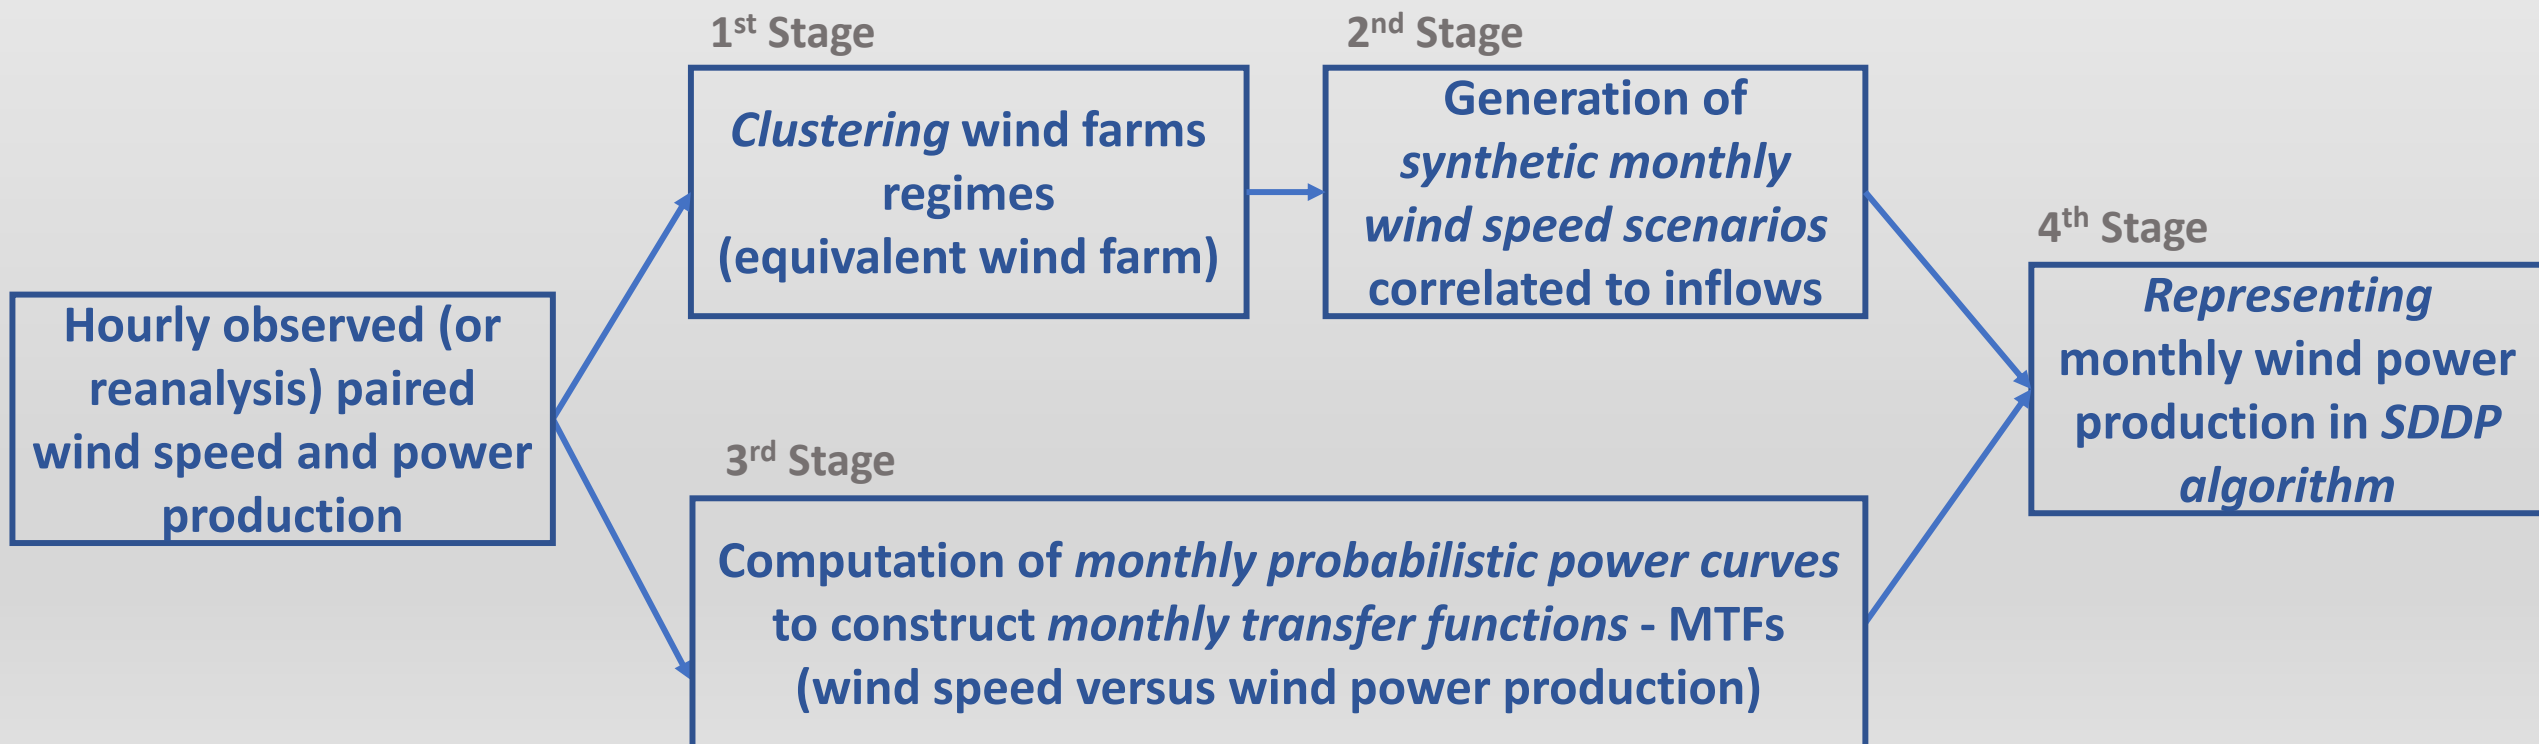 Hourly observed (or
reanalysis) paired
wind speed and power
production
1st Stage
Clustering wind farms
regimes
(equivalent wind farm)
2nd Stage
Generation of
synthetic monthly
wind speed scenarios
correlated to inflows
3rd Stage
Computation of monthly probabilistic power curves
to construct monthly transfer functions - MTFs
(wind speed versus wind power production)
4th Stage
Representing
monthly wind power
production in SDDP
algorithm